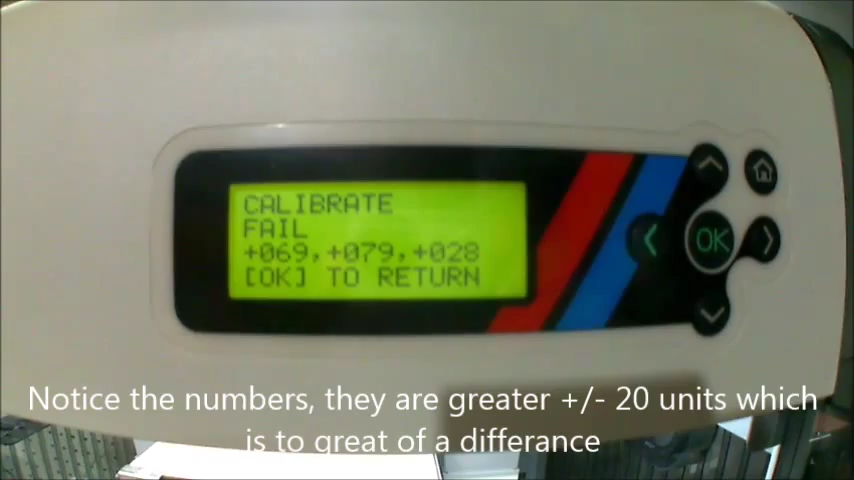 CALIBRATE
FAIL
+069,+079,+028
[OK] TO RETURN
OK
Notice the numbers, they are greater +/- 20 units which
is to great of a differance